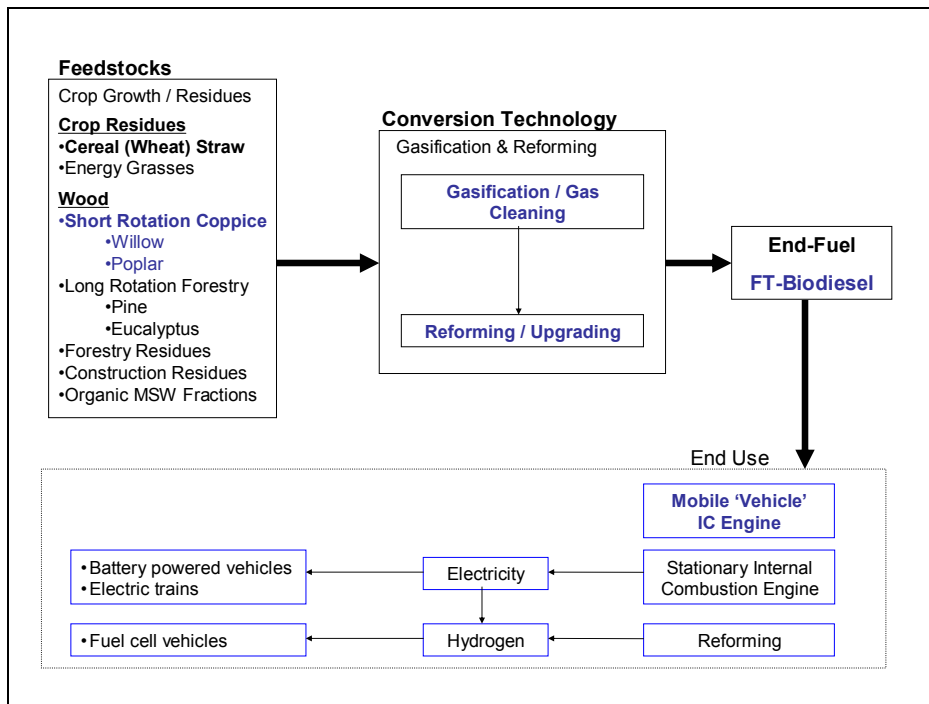 Feedstocks
Crop Growth / Residues
Crop Residues
•Cereal (Wheat) Straw
•Energy Grasses
Wood
•Short Rotation Coppice
•Willow
•Poplar
•Long Rotation Forestry
•Pine
•Eucalyptus
•Forestry Residues
•Construction Residues
•Organic MSW Fractions
Conversion Technology
Gasification & Reforming
Gasification / Gas
Cleaning
Reforming / Upgrading
End-Fuel
FT-Biodiesel
End Use
Mobile ‘Vehicle’
IC Engine
• Battery powered vehicles
• Electric trains
Electricity
Stationary Internal
Combustion Engine
• Fuel cell vehicles
Hydrogen
Reforming